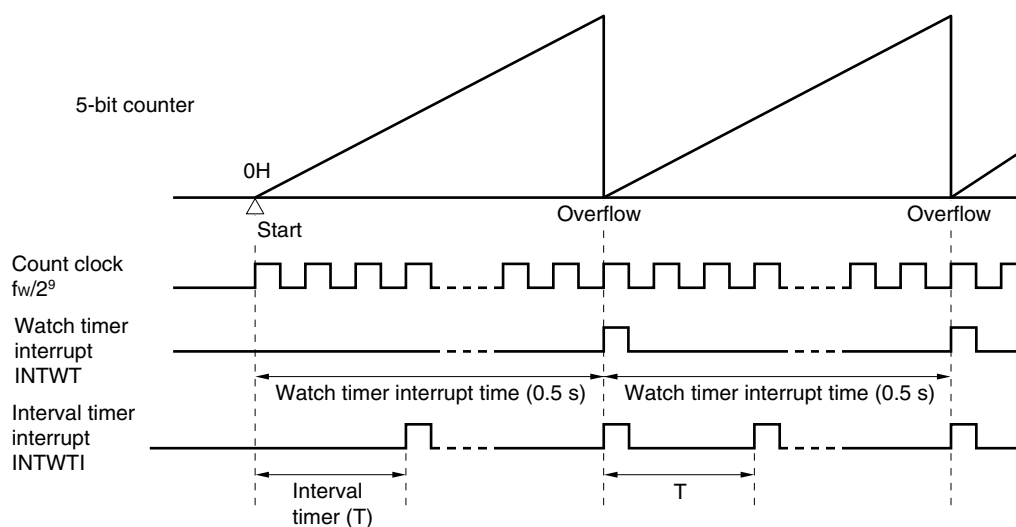 5-bit counter
0H
Start
Overflow
Overflow
Count clock
fw/2⁹
Watch timer
interrupt
INTWT
Watch timer interrupt time (0.5 s)
Watch timer interrupt time (0.5 s)
Interval timer
interrupt
INTWTI
Interval
timer (T)
T